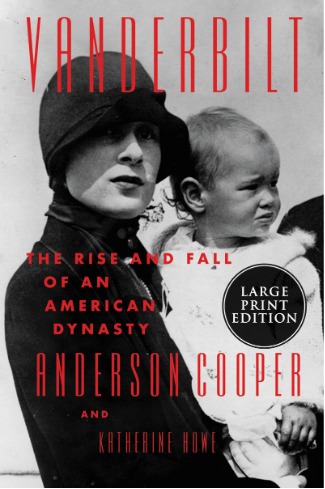 VANDERBILT
THE RISE AND FALL
OF AN
AMERICAN
DYNASTY
LARGE
PRINT
EDITION
ANDERSON COOPER
AND
KATHERINE HOWE